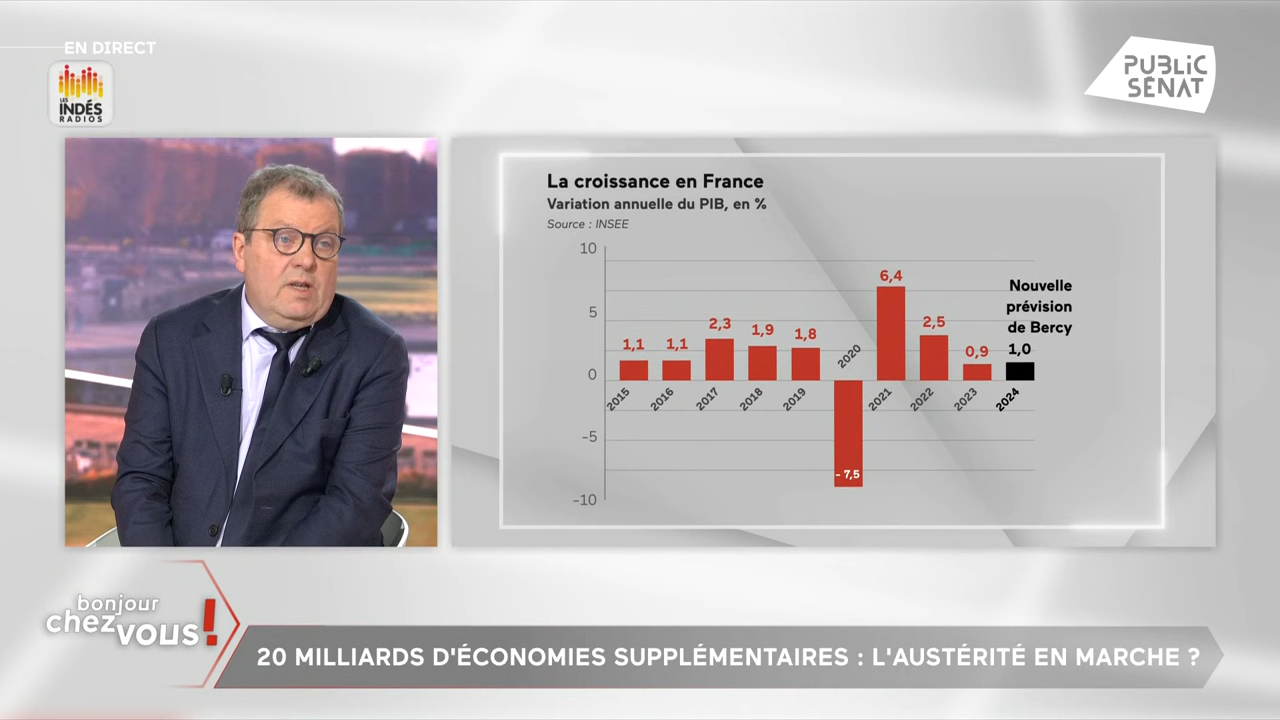 EN DIRECT
LES
INDÉS
RADIOS
PUBLIC
SÉNAT
La croissance en France
Variation annuelle du PIB, en %
Source : INSEE
10
5
0
-5
-10
1,1
1,1
2,3
1,9
1,8
- 7,5
6,4
2,5
0,9
Nouvelle
prévision
de Bercy
1,0
2015
2016
2017
2018
2019
2020
2021
2022
2023
2024
bonjour
chez vous !
20 MILLIARDS D'ÉCONOMIES SUPPLÉMENTAIRES : L'AUSTÉRITÉ EN MARCHE ?